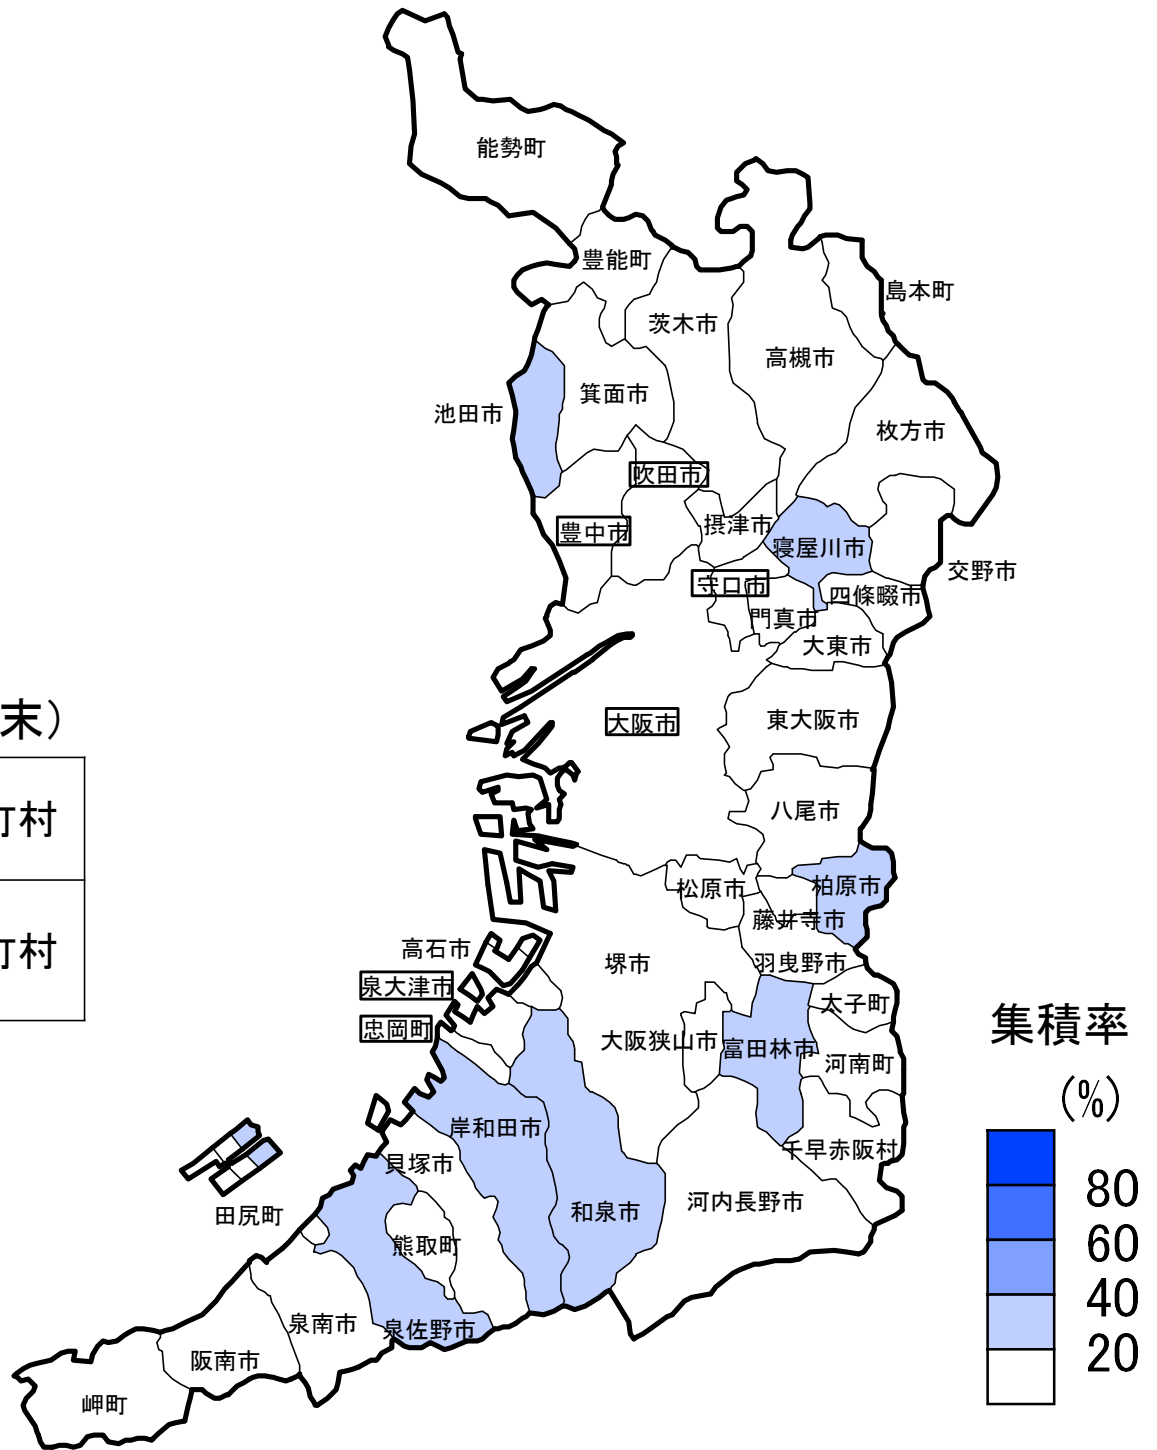 能勢町
豊能町
島本町
茨木市
高槻市
箕面市
池田市
枚方市
吹田市
摂津市
豊中市
寝屋川市
交野市
守口市
四條畷市
門真市
大東市
末）
大阪市
東大阪市
町村
八尾市
松原市
柏原市
藤井寺市
町村
高石市
堺市
羽曳野市
泉大津市
太子町
忠岡町
大阪狭山市
富田林市
河南町
集積率
(%)
岸和田市
千早赤阪村
貝塚市
田尻町
和泉市
河内長野市
熊取町
泉南市
泉佐野市
阪南市
岬町
80
60
40
20